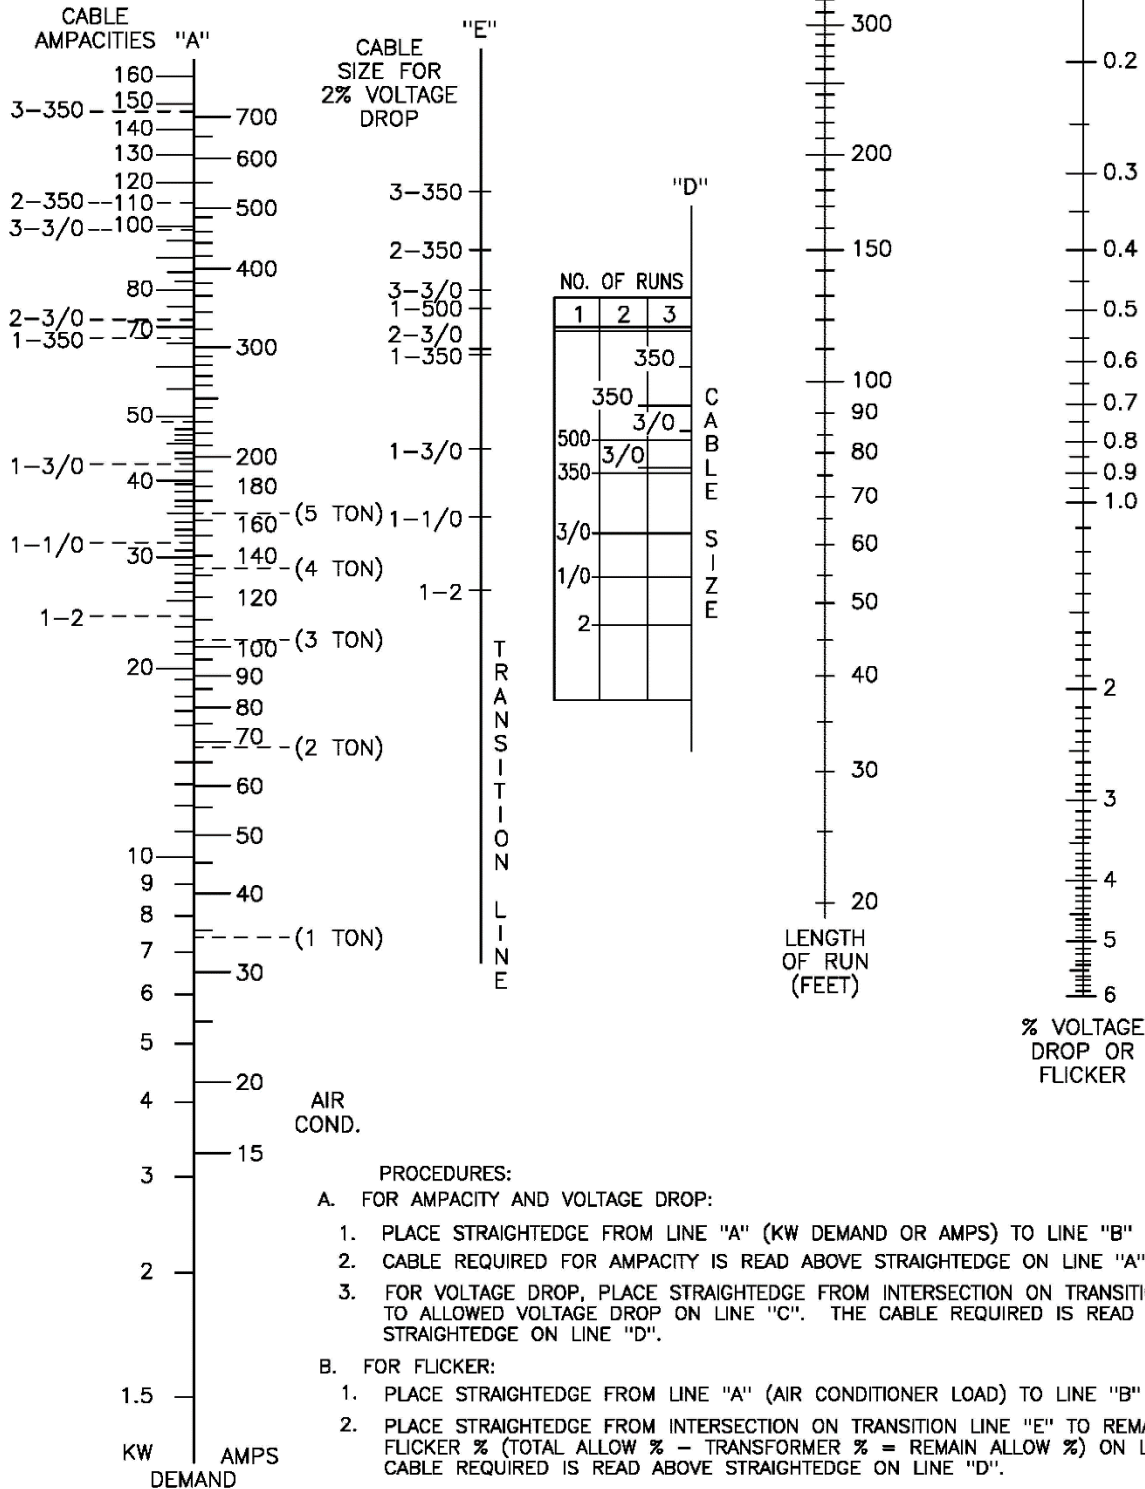 CABLE
AMPACITIES "A"
160
150
3-350
140
700
130
600
120
2-350
110
500
3-3/0
100
400
80
2-3/0
70
1-350
300
50
1-3/0
200
40
180
(5 TON)
160
1-1/0
30
140
(4 TON)
120
1-2
(3 TON)
100
20
90
80
70
(2 TON)
60
50
10
9
40
8
(1 TON)
7
30
6
5
20
4
15
3
2
1.5
KW AMPS
DEMAND
AIR
COND.
"E"
CABLE
SIZE FOR
2% VOLTAGE
DROP
3-350
2-350
3-3/0
1-500
2-3/0
1-350
1-3/0
1-1/0
1-2
TRANSITION LINE
"D"
NO. OF RUNS
1 2 3
350
350
3/0
500
3/0
350
3/0
1/0
2
CABLE SIZE
300
200
150
100
90
80
70
60
50
40
30
20
LENGTH
OF RUN
(FEET)
0.2
0.3
0.4
0.5
0.6
0.7
0.8
0.9
1.0
2
3
4
5
6
% VOLTAGE
DROP OR
FLICKER
PROCEDURES:
A. FOR AMPACITY AND VOLTAGE DROP:
1. PLACE STRAIGHTEDGE FROM LINE "A" (KW DEMAND OR AMPS) TO LINE "B"
2. CABLE REQUIRED FOR AMPACITY IS READ ABOVE STRAIGHTEDGE ON LINE "A"
3. FOR VOLTAGE DROP, PLACE STRAIGHTEDGE FROM INTERSECTION ON TRANSITI
TO ALLOWED VOLTAGE DROP ON LINE "C". THE CABLE REQUIRED IS READ
STRAIGHTEDGE ON LINE "D".
B. FOR FLICKER:
1. PLACE STRAIGHTEDGE FROM LINE "A" (AIR CONDITIONER LOAD) TO LINE "B"
2. PLACE STRAIGHTEDGE FROM INTERSECTION ON TRANSITION LINE "E" TO REM
FLICKER % (TOTAL ALLOW % - TRANSFORMER % = REMAIN ALLOW %) ON L
CABLE REQUIRED IS READ ABOVE STRAIGHTEDGE ON LINE "D".